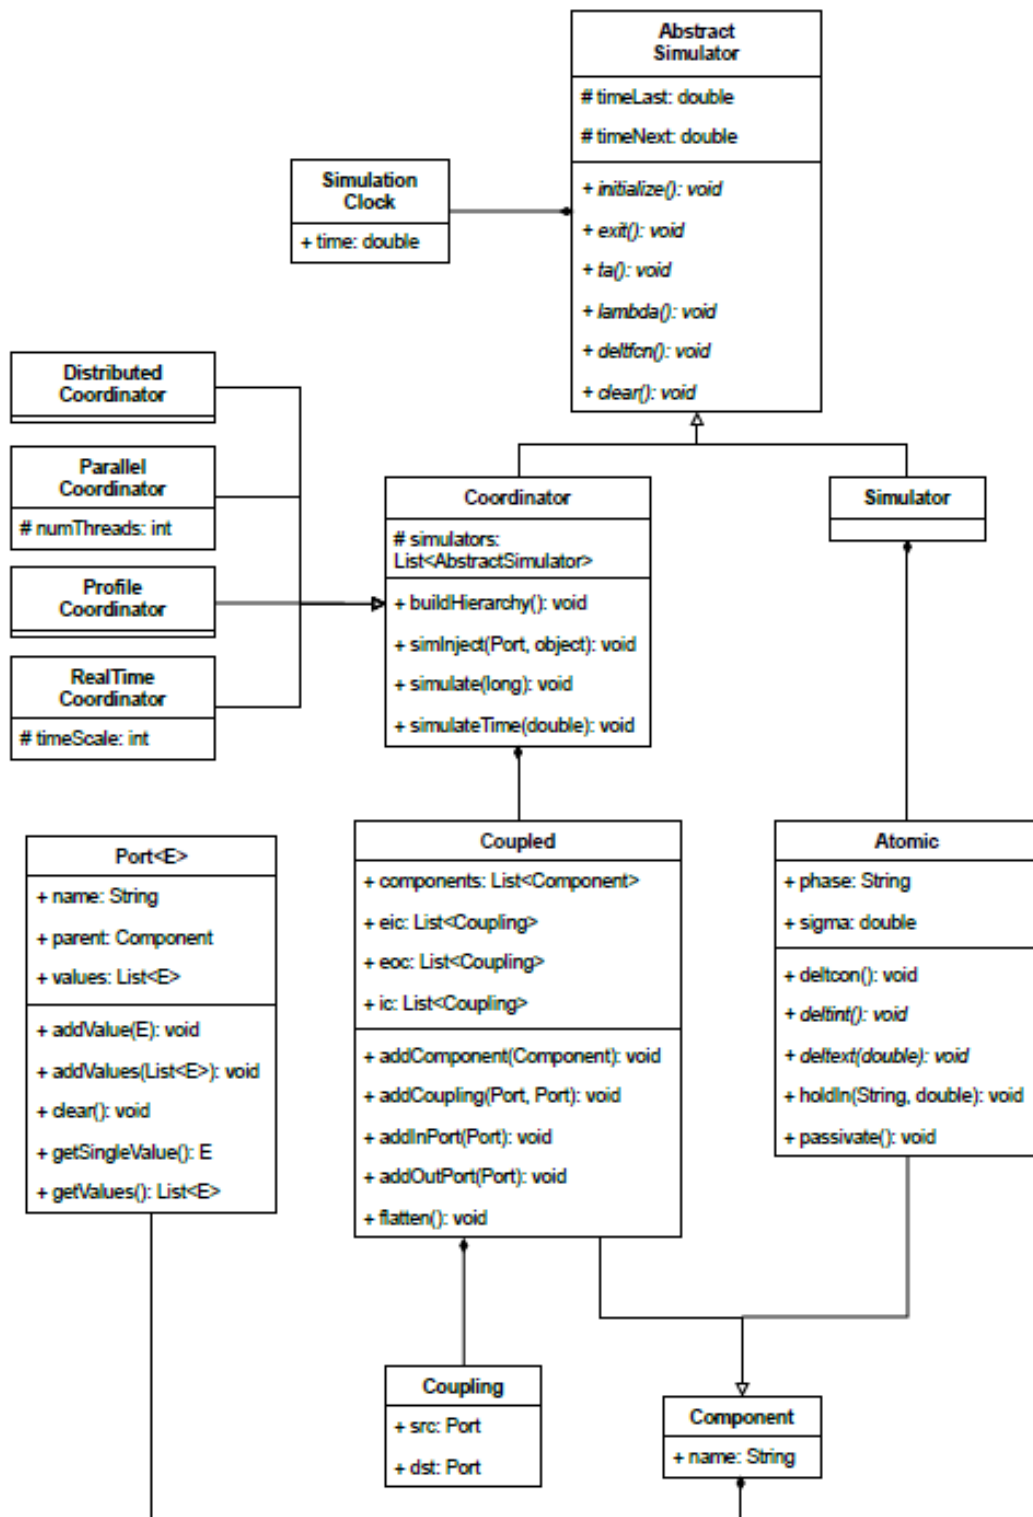 Abstract
Simulator
# timeLast: double
# timeNext: double
+ initialize(): void
+ exit(): void
+ ta(): void
+ lambda(): void
+ deltfcn(): void
+ clear(): void
Simulation
Clock
+ time: double
Distributed
Coordinator
Parallel
Coordinator
# numThreads: int
Profile
Coordinator
RealTime
Coordinator
# timeScale: int
Coordinator
# simulators:
List<AbstractSimulator>
+ buildHierarchy(): void
+ simInject(Port, object): void
+ simulate(long): void
+ simulateTime(double): void
Simulator
Port<E>
+ name: String
+ parent: Component
+ values: List<E>
+ addValue(E): void
+ addValues(List<E>): void
+ clear(): void
+ getSingleValue(): E
+ getValues(): List<E>
Coupled
+ components: List<Component>
+ eic: List<Coupling>
+ eoc: List<Coupling>
+ ic: List<Coupling>
+ addComponent(Component): void
+ addCoupling(Port, Port): void
+ addInPort(Port): void
+ addOutPort(Port): void
+ flatten(): void
Atomic
+ phase: String
+ sigma: double
+ deltcon(): void
+ deltint(): void
+ deltext(double): void
+ holdIn(String, double): void
+ passivate(): void
Coupling
+ src: Port
+ dst: Port
Component
+ name: String